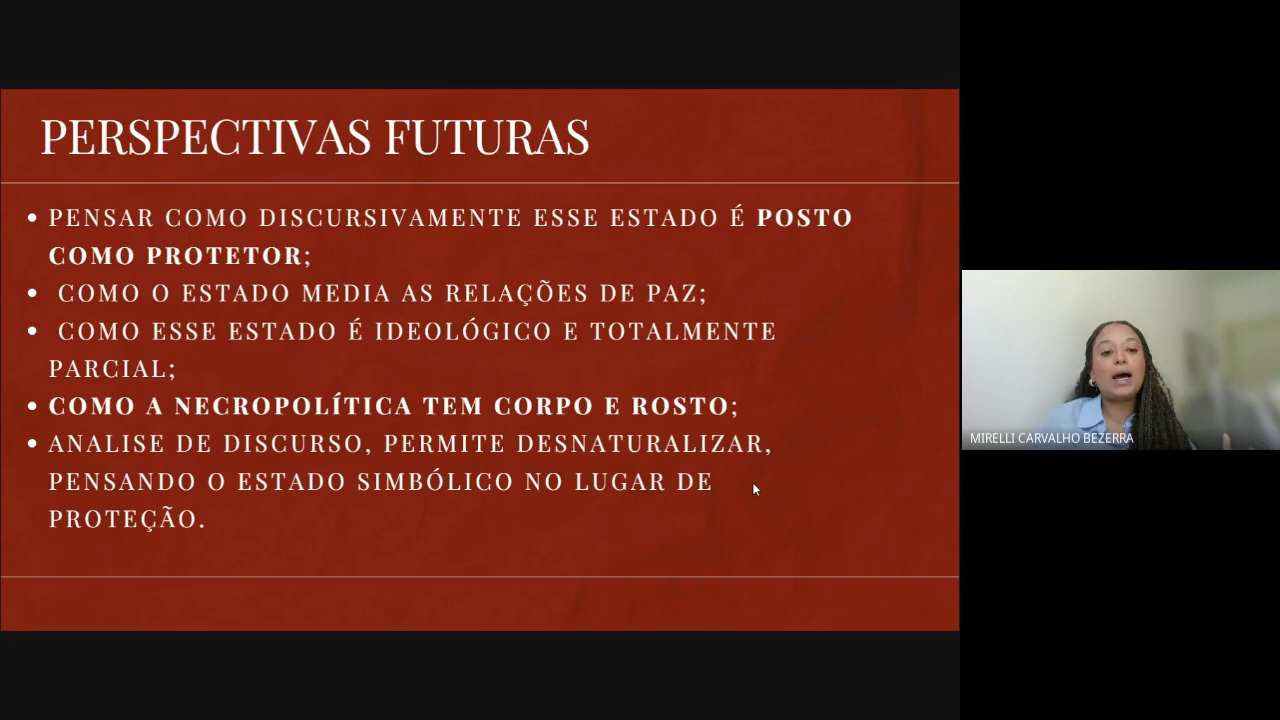 PERSPECTIVAS FUTURAS
• PENSAR COMO DISCURSIVAMENTE ESSE ESTADO É POSTO
COMO PROTETOR;
• COMO O ESTADO MEDIA AS RELAÇÕES DE PAZ;
• COMO ESSE ESTADO É IDEOLÓGICO E TOTALMENTE
PARCIAL;
• COMO A NECROPOLÍTICA TEM CORPO E ROSTO;
• ANALISE DE DISCURSO, PERMITE DESNATURALIZAR,
PENSANDO O ESTADO SIMBÓLICO NO LUGAR DE
PROTEÇÃO.
MIRELLI CARVALHO BEZERRA